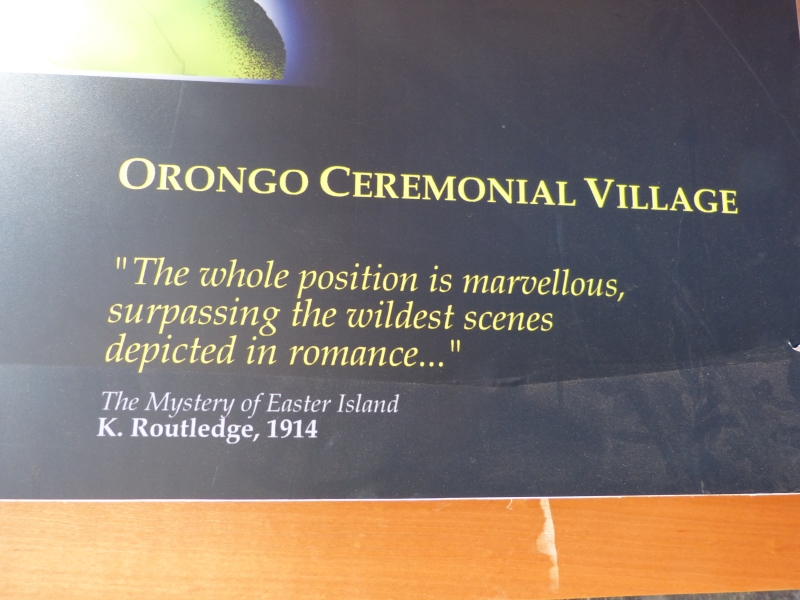 ORONGO CEREMONIAL VILLAGE
"The whole position is marvellous,
surpassing the wildest scenes
depicted in romance..."
The Mystery of Easter Island
K. Routledge, 1914